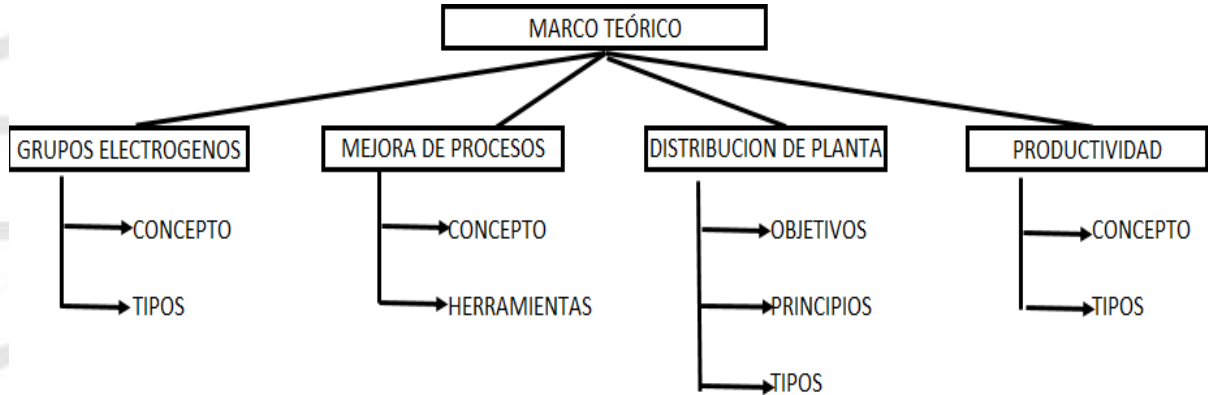 MARCO TEÓRICO
GRUPOS ELECTROGENOS
CONCEPTO
TIPOS
MEJORA DE PROCESOS
CONCEPTO
HERRAMIENTAS
DISTRIBUCION DE PLANTA
OBJETIVOS
PRINCIPIOS
TIPOS
PRODUCTIVIDAD
CONCEPTO
TIPOS